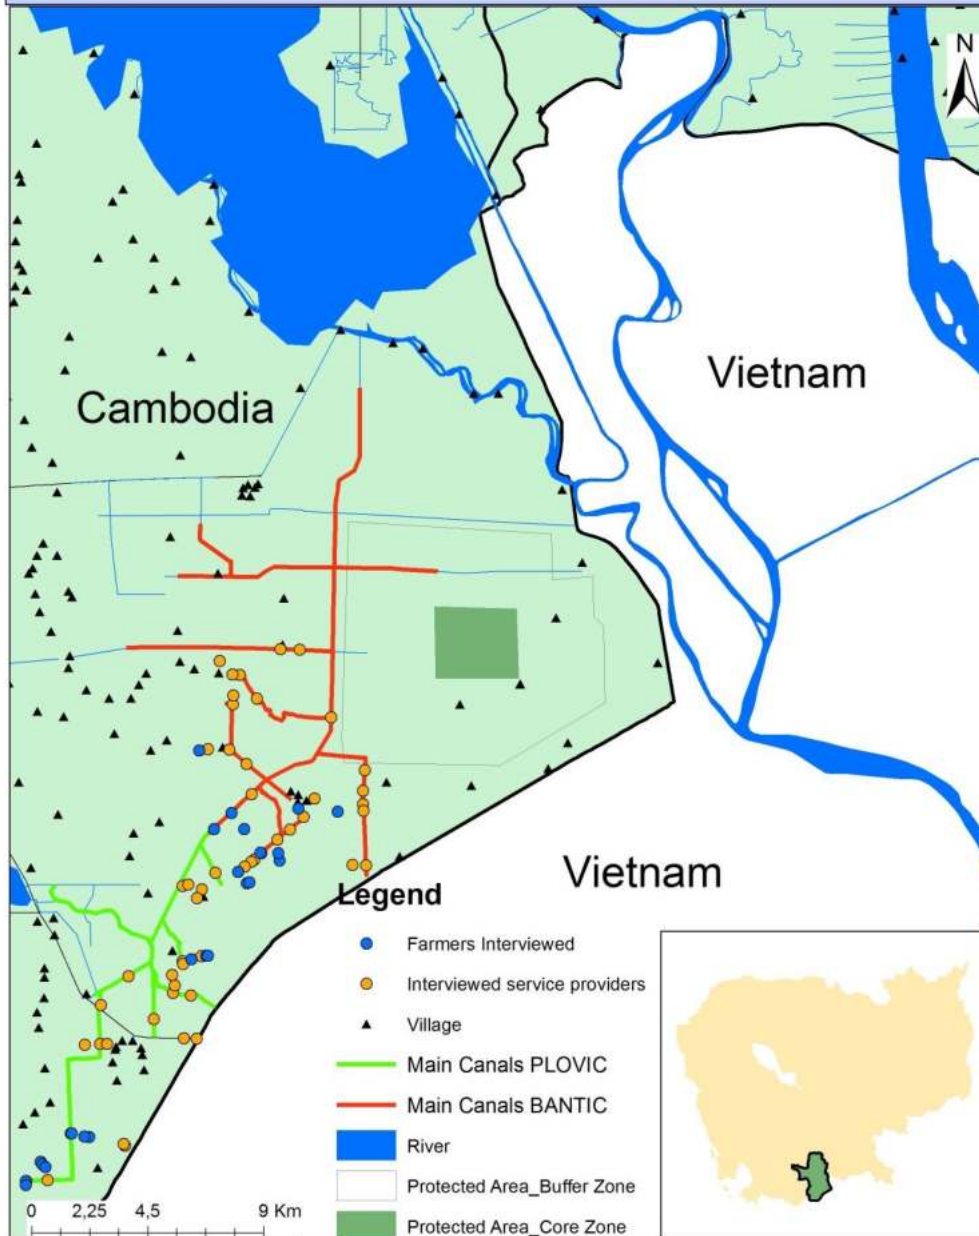 N
Vietnam
Cambodia
Vietnam
Legend
Farmers Interviewed
Interviewed service providers
Village
Main Canals PLOVIC
Main Canals BANTIC
River
Protected Area_Buffer Zone
Protected Area_Core Zone
0 2,25 4,5 9 Km